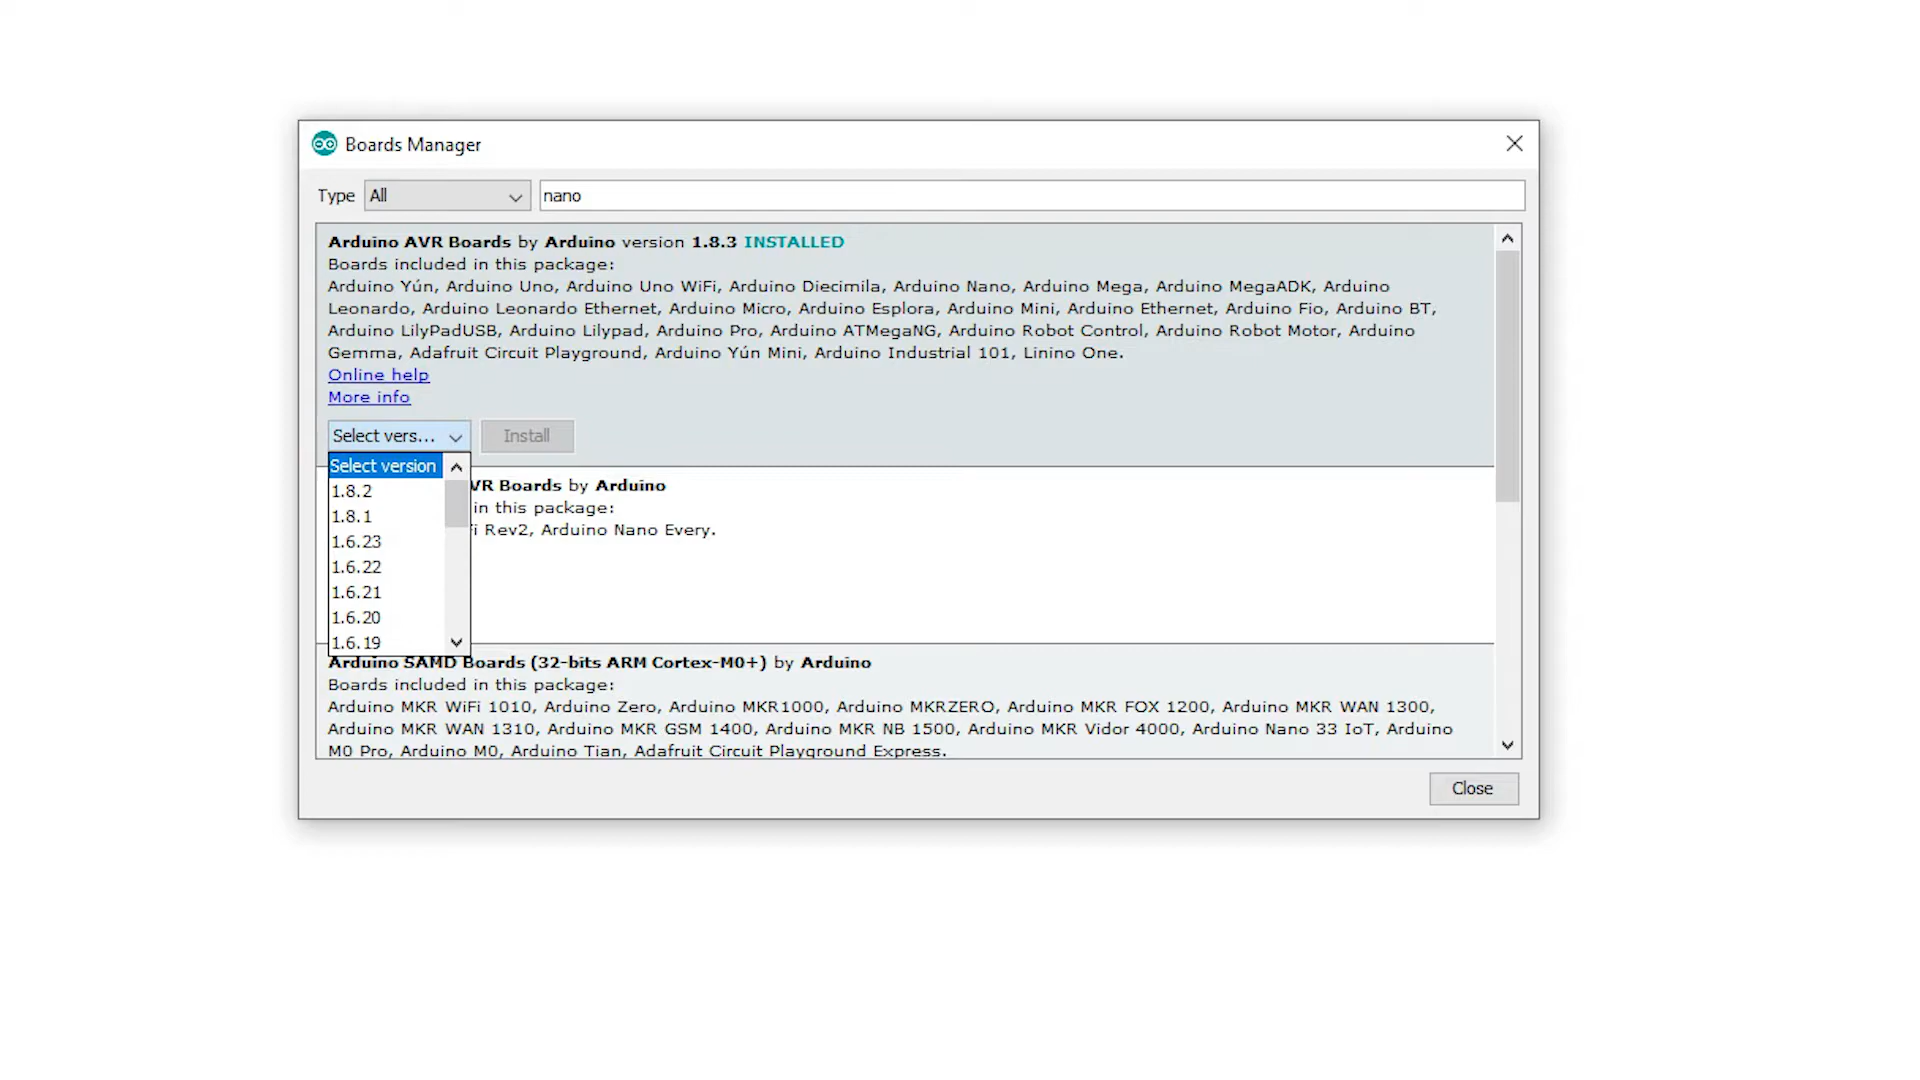 Boards Manager
Type All nano
Arduino AVR Boards by Arduino version 1.8.3 INSTALLED
Boards included in this package:
Arduino Yún, Arduino Uno, Arduino Uno WiFi, Arduino Diecimila, Arduino Nano, Arduino Mega, Arduino MegaADK, Arduino
Leonardo, Arduino Leonardo Ethernet, Arduino Micro, Arduino Esplora, Arduino Mini, Arduino Ethernet, Arduino Fio, Arduino BT,
Arduino LilyPadUSB, Arduino Lilypad, Arduino Pro, Arduino ATMegaNG, Arduino Robot Control, Arduino Robot Motor, Arduino
Gemma, Adafruit Circuit Playground, Arduino Yún Mini, Arduino Industrial 101, Linino One.
Online help
More info
Select vers... Install
Select version
1.8.2
1.8.1
1.6.23
1.6.22
1.6.21
1.6.20
1.6.19
VR Boards by Arduino
in this package:
Rev2, Arduino Nano Every.
Arduino SAMD Boards (32-bits ARM Cortex-M0+) by Arduino
Boards included in this package:
Arduino MKR WiFi 1010, Arduino Zero, Arduino MKR1000, Arduino MKRZERO, Arduino MKR FOX 1200, Arduino MKR WAN 1300,
Arduino MKR WAN 1310, Arduino MKR GSM 1400, Arduino MKR NB 1500, Arduino MKR Vidor 4000, Arduino Nano 33 IoT, Arduino
M0 Pro, Arduino M0, Arduino Tian, Adafruit Circuit Playground Express.
Close